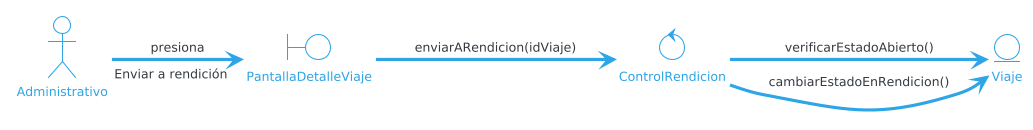 presiona
Enviar a rendición
enviarARendicion(idViaje)
verificarEstadoAbierto()
cambiarEstadoEnRendicion()
Administrativo
PantallaDetalleViaje
ControlRendicion
Viaje